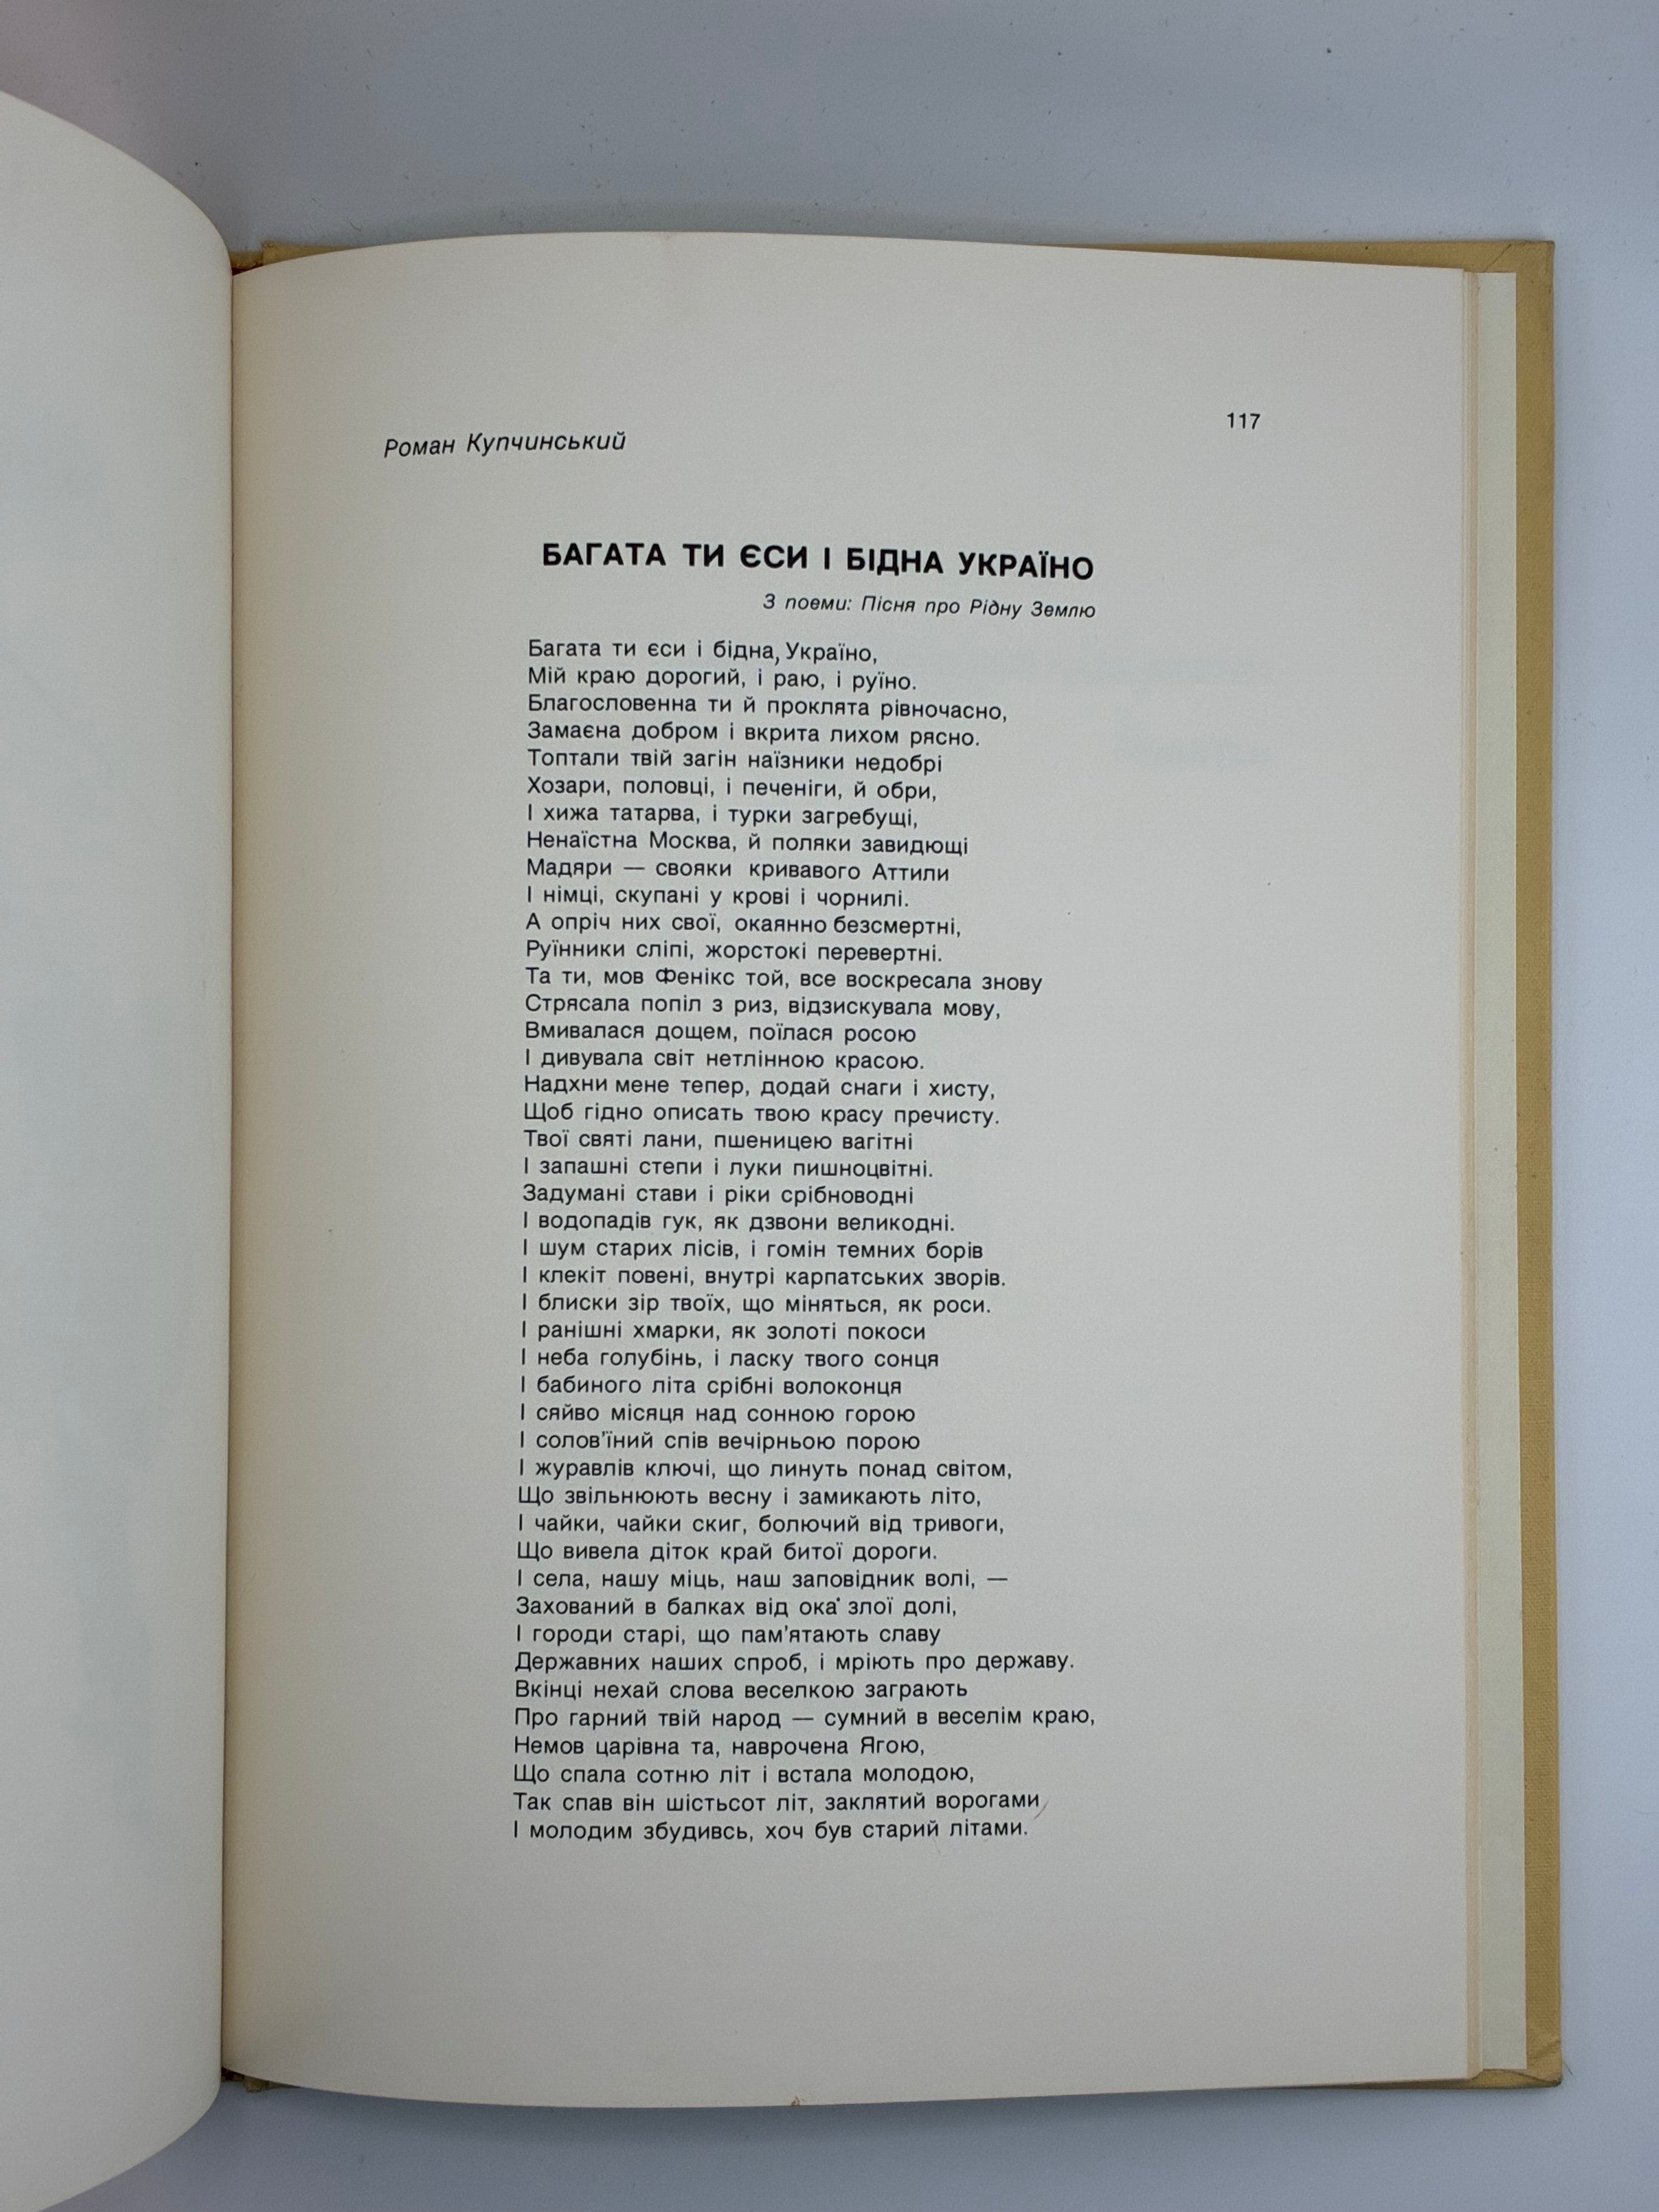 117
Роман Купчинський
БАГАТА ТИ ЄСИ І БІДНА УКРАЇНО
З поеми: Пісня про Рідну Землю
Багата ти єси і бідна, Україно,
Мій краю дорогий, і раю, і руїно.
Благословенна ти й проклята рівночасно,
Замаєна добром і вкрита лихом рясно.
Топтали твій загін наїзники недобрі
Хозари, половці, і печеніги, й обри,
І хижа татарва, і турки загребущі,
Ненаїстна Москва, й поляки завидющі
Мадяри — свояки кривавого Аттили
І німці, скупані у крові і чорнилі.
А опріч них свої, окаянно безсмертні,
Руїнники сліпі, жорстокі перевертні.
Та ти, мов Фенікс той, все воскресала знову
Стрясала попіл з риз, відзискувала мову,
Вмивалася дощем, поїлася росою
І дивувала світ нетлінною красою.
Надхни мене тепер, додай снаги і хисту,
Щоб гідно описать твою красу пречисту.
Твої святі лани, пшеницею вагітні
І запашні степи і луки пишноцвітні.
Задумані стави і ріки срібноводні
І водопадів гук, як дзвони великодні.
І шум старих лісів, і гомін темних борів
І клекіт повені, внутрі карпатських зворів.
І блиски зір твоїх, що міняться, як роси.
І ранішні хмарки, як золоті покоси
І неба голубінь, і ласку твого сонця
І бабиного літа срібні волоконця
І сяйво місяця над сонною горою
І солов'їний спів вечірньою порою
І журавлів ключі, що линуть понад світом,
Що звільнюють весну і замикають літо,
І чайки, чайки скиг, болючий від тривоги,
Що вивела діток край битої дороги.
І села, нашу міць, наш заповідник волі, —
Захований в балках від ока злої долі,
І городи старі, що пам'ятають славу
Державних наших спроб, і мріють про державу.
Вкінці нехай слова веселкою заграють
Про гарний твій народ — сумний в веселім краю,
Немов царівна та, наврочена Ягою,
Що спала сотню літ і встала молодою,
Так спав він шістьсот літ, заклятий ворогами,
І молодим збудивсь, хоч був старий літами.